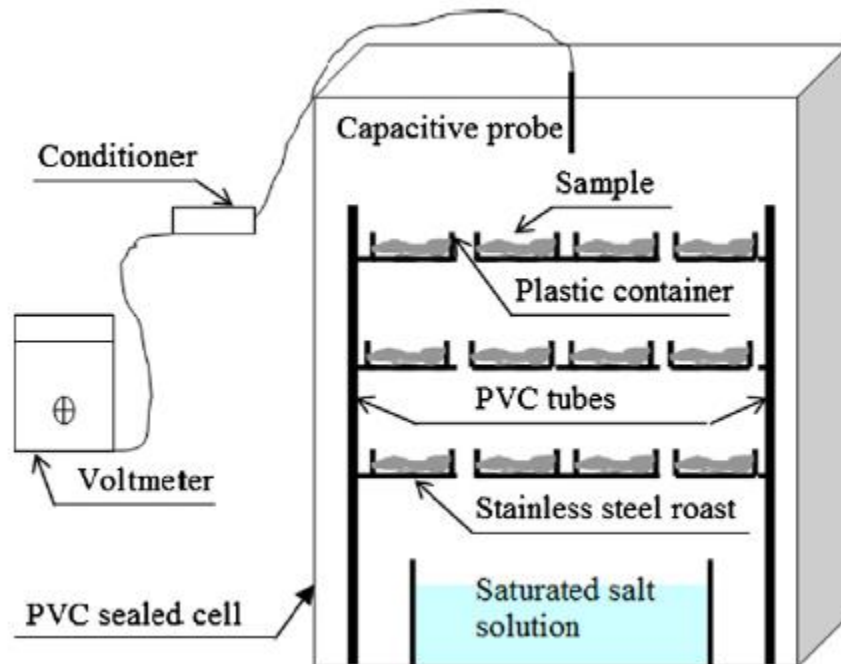 Capacitive probe
Conditioner
Sample
Plastic container
PVC tubes
Voltmeter
Stainless steel roast
PVC sealed cell
Saturated salt
solution